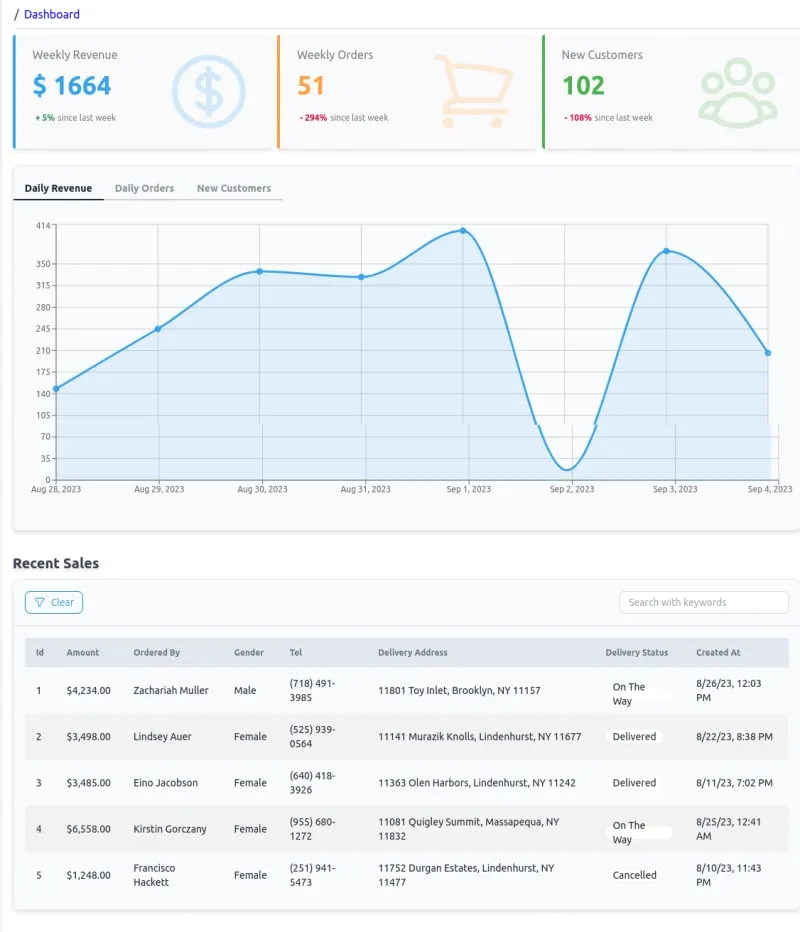 / Dashboard
Weekly Revenue
$ 1664
+ 5% since last week
Weekly Orders
51
- 294% since last week
New Customers
102
- 108% since last week
Daily Revenue Daily Orders New Customers
414
350
315
280
245
210
175
140
105
70
35
0
Aug 28, 2023 Aug 29, 2023 Aug 30, 2023 Aug 31, 2023 Sep 1, 2023 Sep 2, 2023 Sep 3, 2023 Sep 4, 2023
Recent Sales
Clear Search with keywords
Id Amount Ordered By Gender Tel Delivery Address Delivery Status Created At
1 $4,234.00 Zachariah Muller Male (718) 491-3985 11801 Toy Inlet, Brooklyn, NY 11157 On The Way 8/26/23, 12:03 PM
2 $3,498.00 Lindsey Auer Female (525) 939-0564 11141 Murazik Knolls, Lindenhurst, NY 11677 Delivered 8/22/23, 8:38 PM
3 $3,485.00 Eino Jacobson Female (640) 418-3926 11363 Olen Harbors, Lindenhurst, NY 11242 Delivered 8/11/23, 7:02 PM
4 $6,558.00 Kirstin Gorczany Female (955) 680-1272 11081 Quigley Summit, Massapequa, NY 11832 On The Way 8/25/23, 12:41 AM
5 $1,248.00 Francisco Hackett Female (251) 941-5473 11752 Durgan Estates, Lindenhurst, NY 11477 Cancelled 8/10/23, 11:43 PM